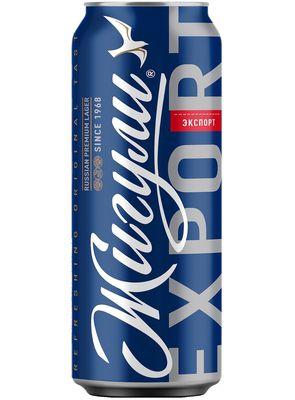 REFRESHING ORIGINAL TASTE
RUSSIAN PREMIUM LAGER
SINCE 1968
Жигули®
ЭКСПОРТ
EXPORT